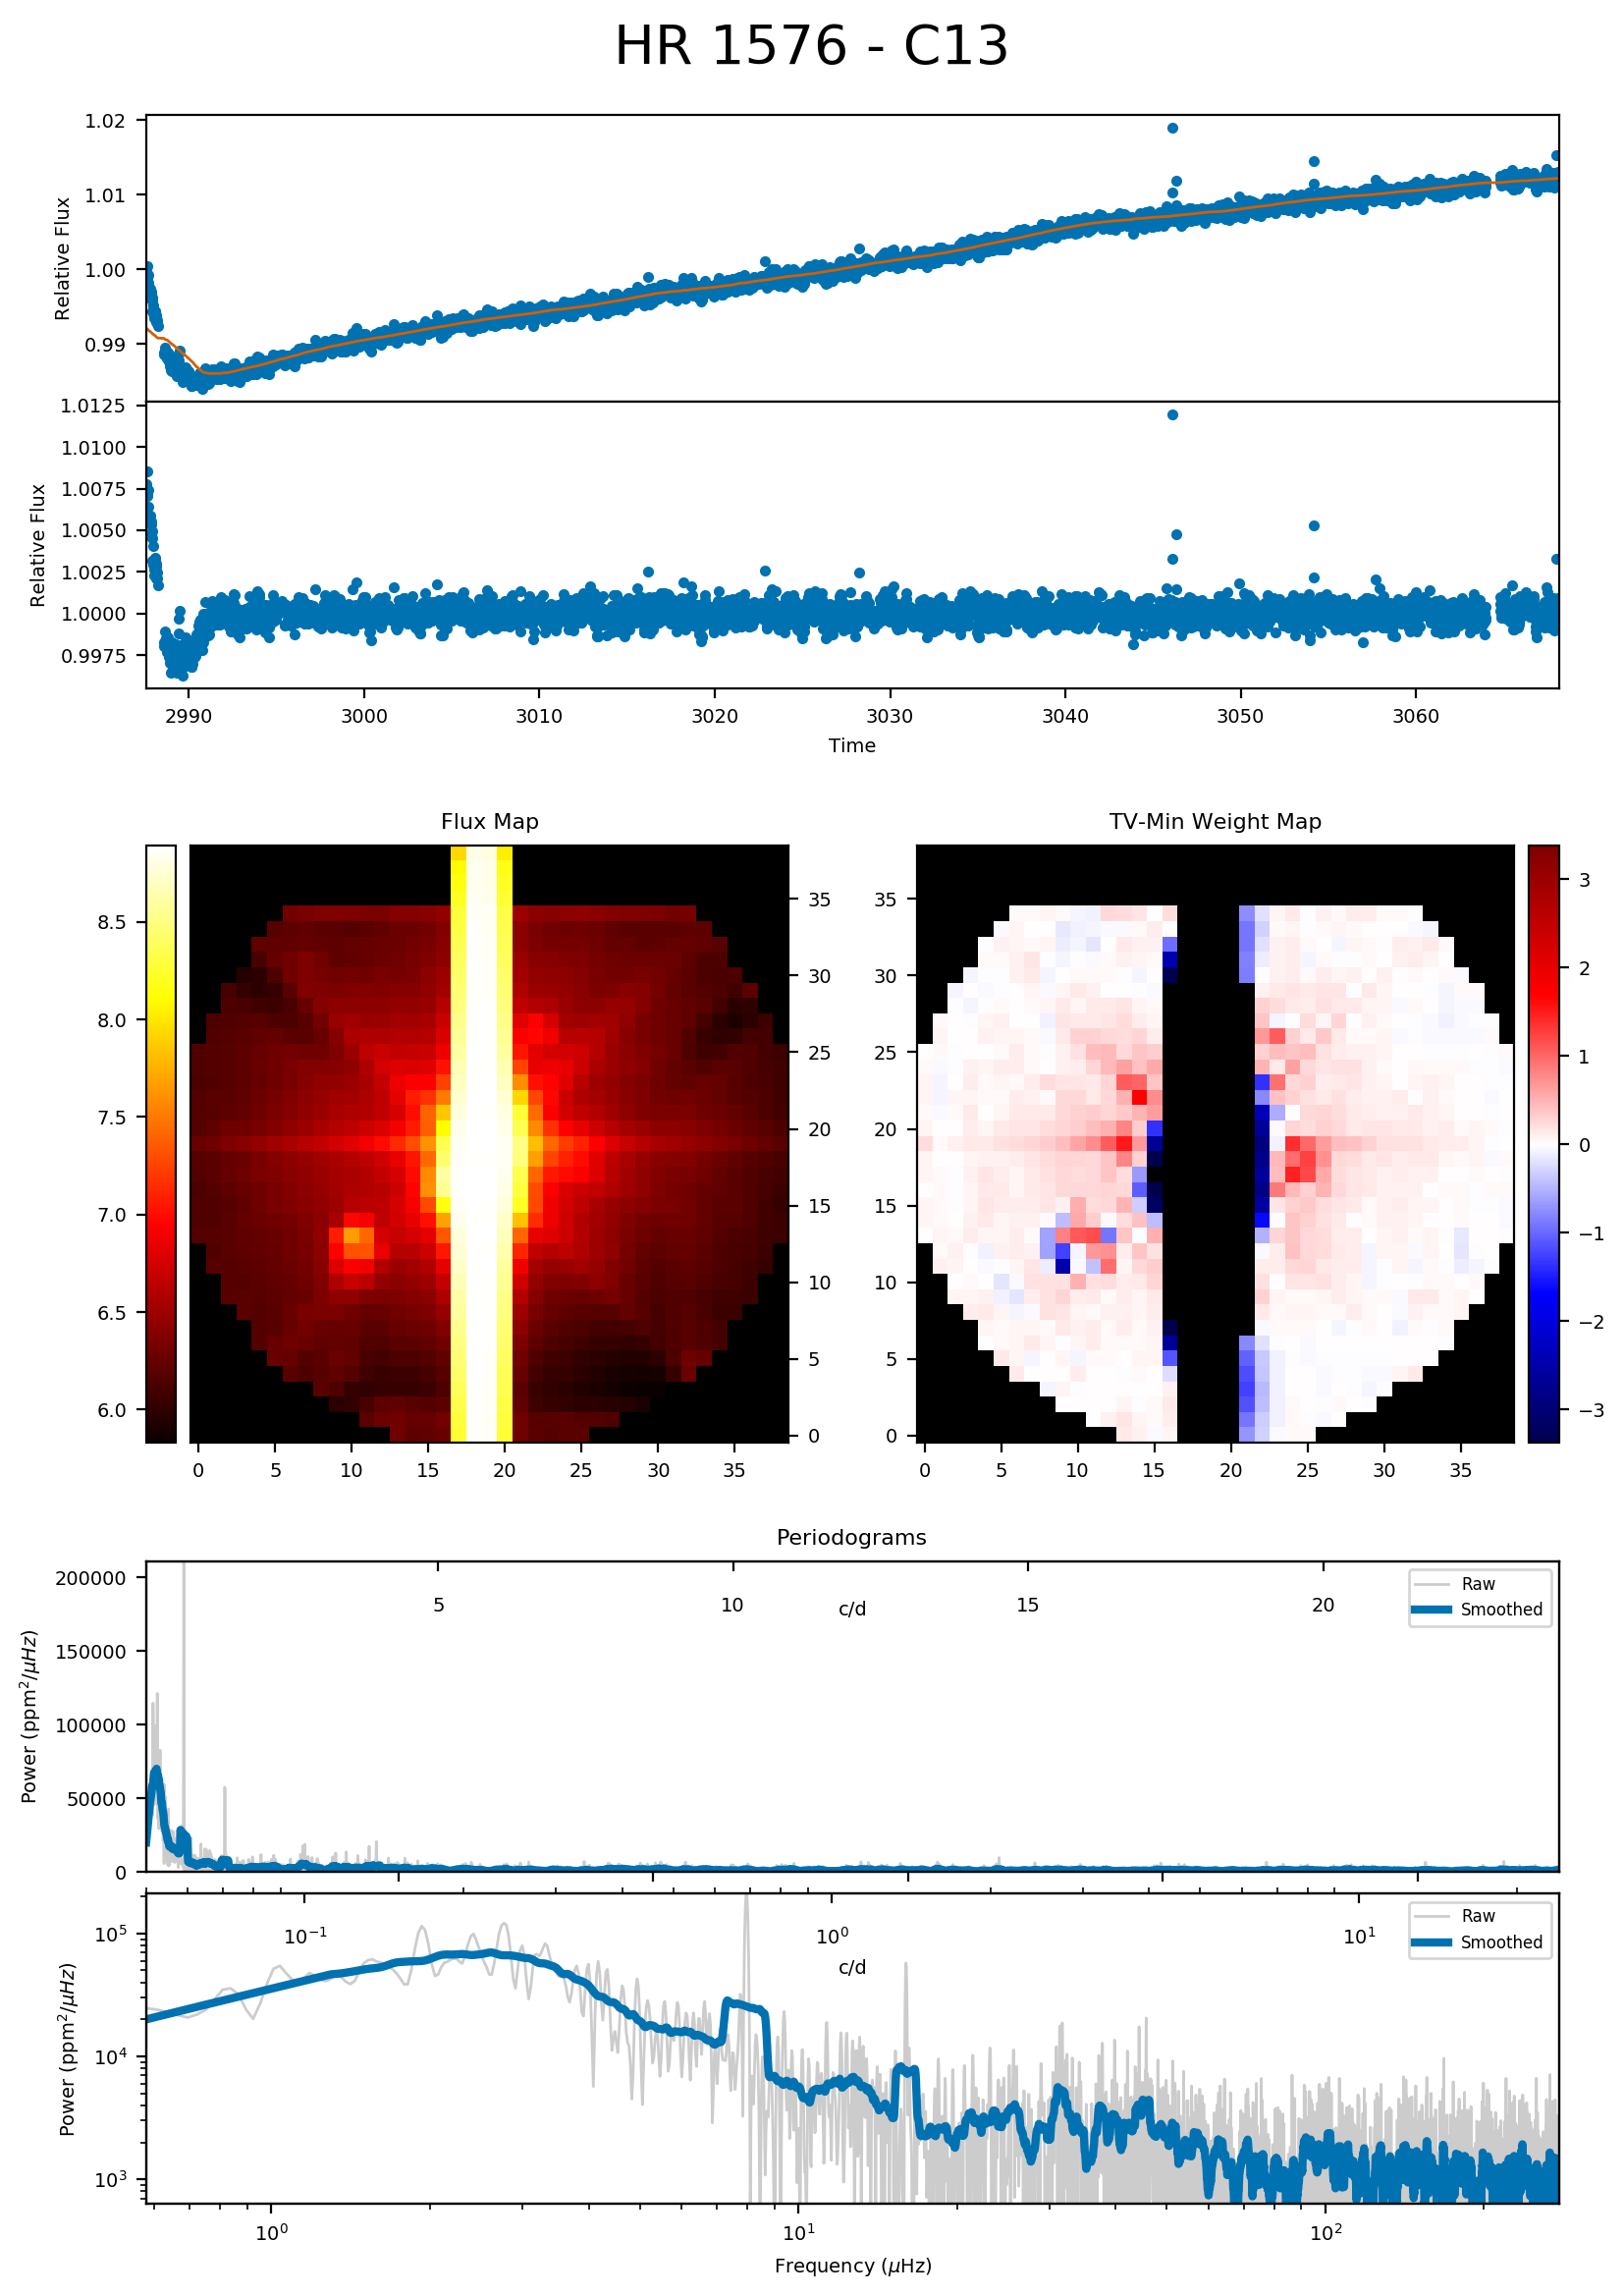 HR 1576 - C13
1.02
1.01
1.00
0.99
Relative Flux
1.0125
1.0100
1.0075
1.0050
1.0025
1.0000
0.9975
Relative Flux
2990 3000 3010 3020 3030 3040 3050 3060
Time
Flux Map
8.5
8.0
7.5
7.0
6.5
6.0
35
30
25
20
15
10
5
0
0 5 10 15 20 25 30 35
TV-Min Weight Map
35
30
25
20
15
10
5
0
0 5 10 15 20 25 30 35
3
2
1
0
−1
−2
−3
Periodograms
200000
150000
100000
50000
0
Power (ppm²/μHz)
5 10 15 20
c/d
Raw
Smoothed
10⁵
10⁴
10³
Power (ppm²/μHz)
10⁻¹ 10⁰ 10¹
c/d
Raw
Smoothed
10⁰ 10¹ 10²
Frequency (μHz)